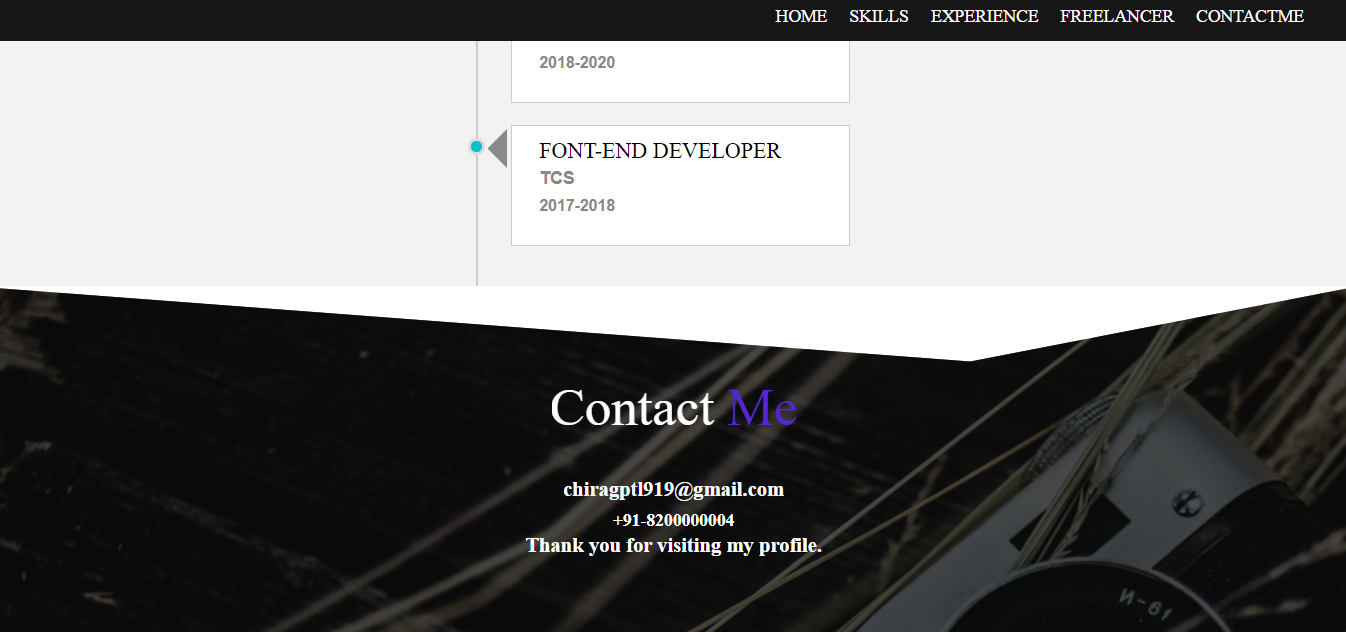 HOME SKILLS EXPERIENCE FREELANCER CONTACTME
2018-2020
FONT-END DEVELOPER
TCS
2017-2018
Contact Me
chiragptl919@gmail.com
+91-8200000004
Thank you for visiting my profile.
И-61